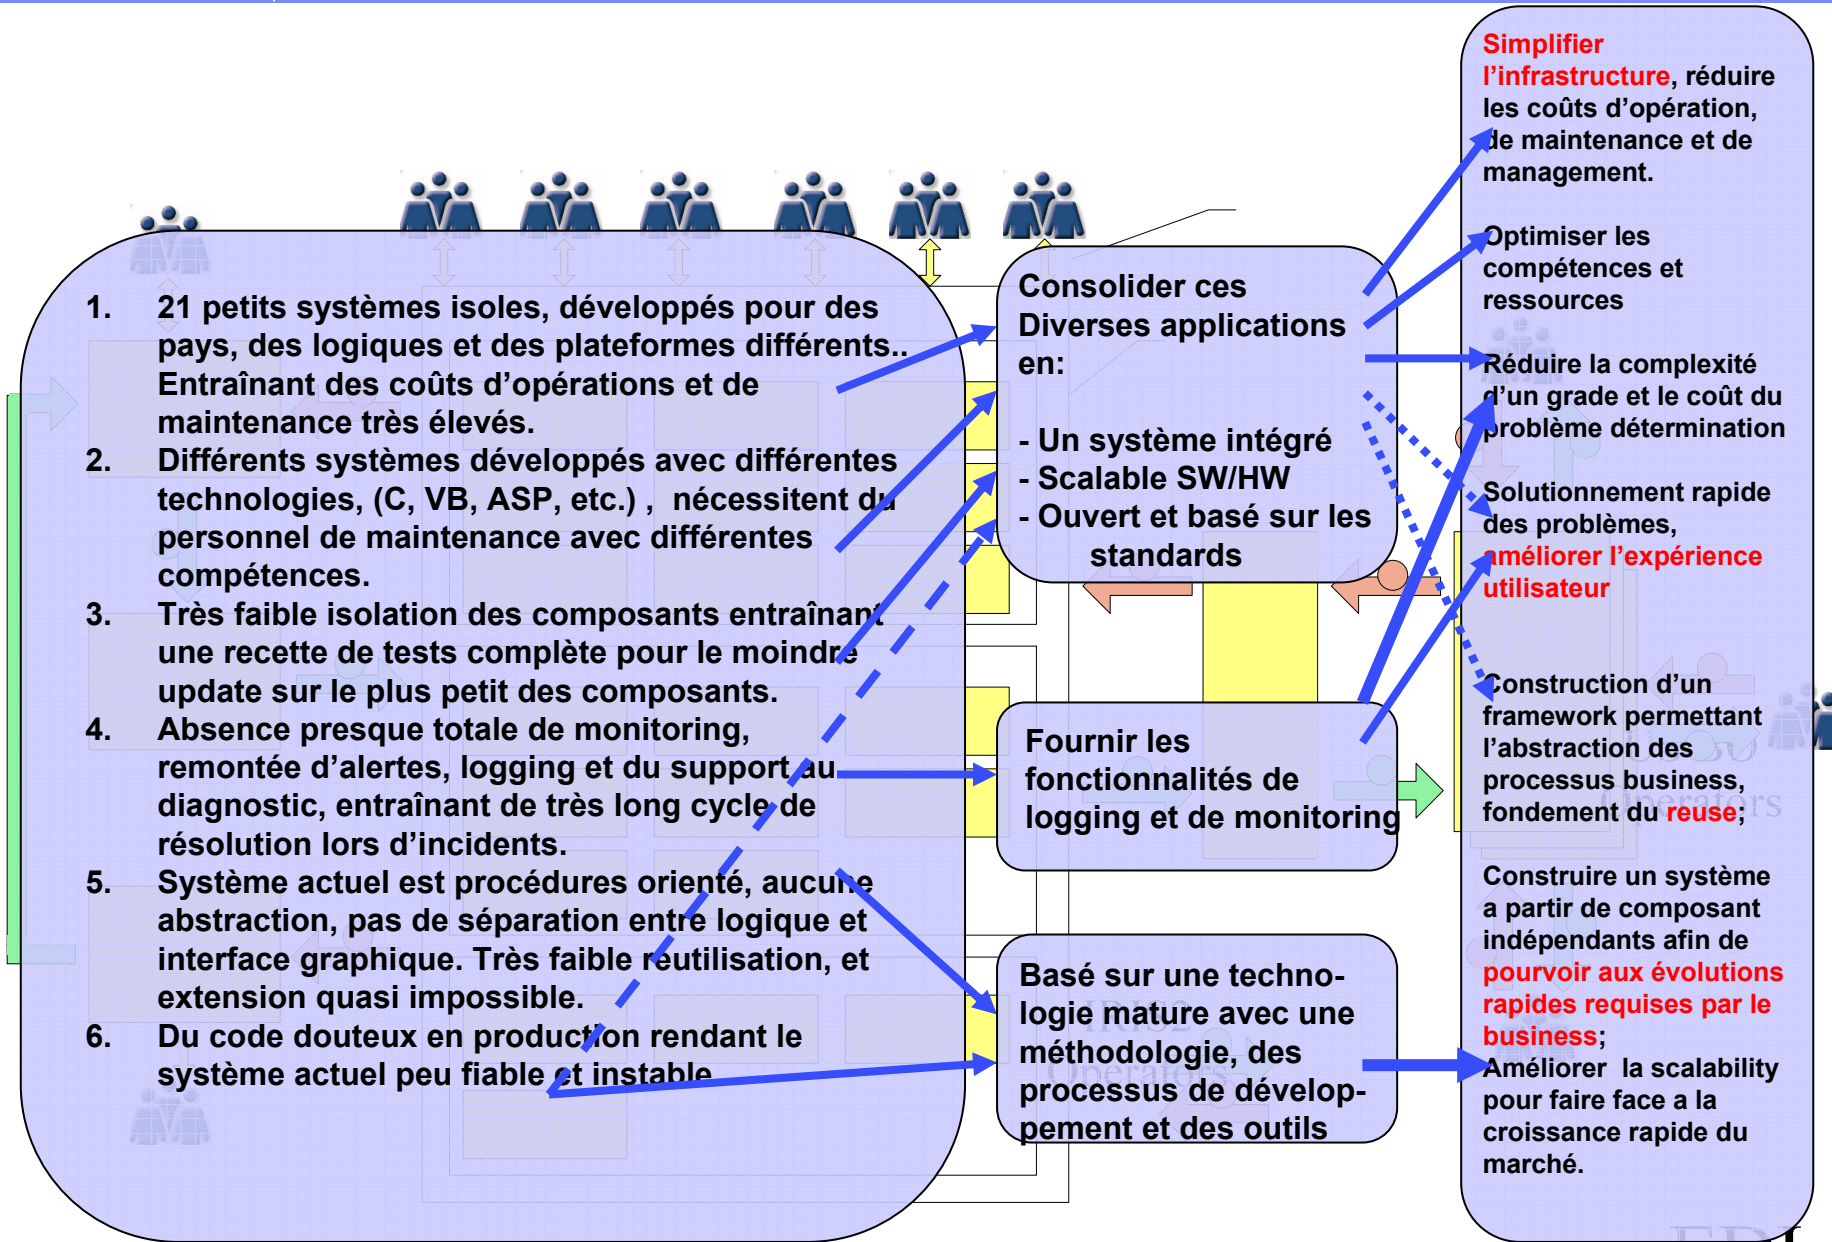 1. 21 petits systèmes isoles, développés pour des
pays, des logiques et des plateformes différents..
Entraînant des coûts d’opérations et de
maintenance très élevés.
2. Différents systèmes développés avec différentes
technologies, (C, VB, ASP, etc.) , nécessitent du
personnel de maintenance avec différentes
compétences.
3. Très faible isolation des composants entraînant
une recette de tests complète pour le moindre
update sur le plus petit des composants.
4. Absence presque totale de monitoring,
remontée d’alertes, logging et du support au
diagnostic, entraînant de très long cycle de
résolution lors d’incidents.
5. Système actuel est procédures orienté, aucune
abstraction, pas de séparation entre logique et
interface graphique. Très faible réutilisation, et
extension quasi impossible.
6. Du code douteux en production rendant le
système actuel peu fiable et instable
Consolider ces
Diverses applications
en:
- Un système intégré
- Scalable SW/HW
- Ouvert et basé sur les
standards
Fournir les
fonctionnalités de
logging et de monitoring
Basé sur une techno-
logie mature avec une
méthodologie, des
processus de dévelop-
pement et des outils
IRIS2
Operators
Simplifier
l’infrastructure, réduire
les coûts d’opération,
de maintenance et de
management.
Optimiser les
compétences et
ressources
Réduire la complexité
d’un grade et le coût du
problème détermination
Solutionnement rapide
des problèmes,
améliorer l’expérience
utilisateur
Construction d’un
framework permettant
l’abstraction des
processus business,
fondement du reuse;
Operators
Construire un système
a partir de composant
indépendants afin de
pourvoir aux évolutions
rapides requises par le
business;
Améliorer la scalability
pour faire face a la
croissance rapide du
marché.